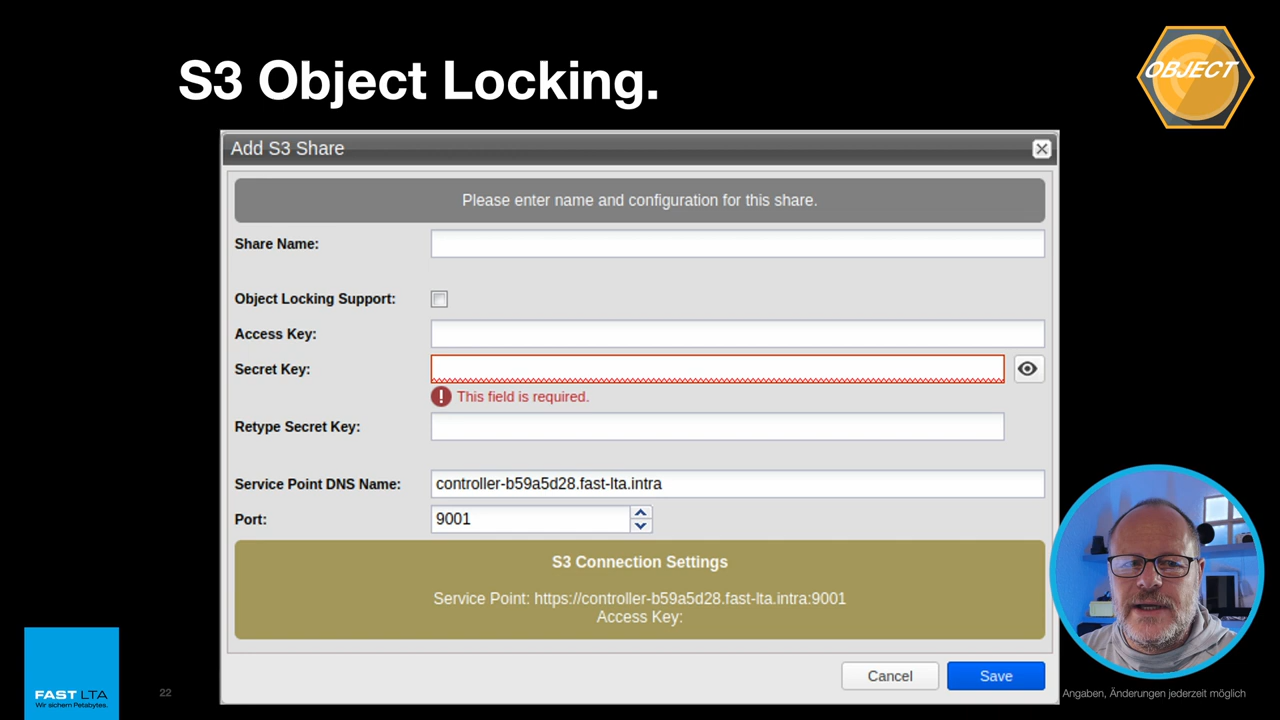 S3 Object Locking.
OBJECT
Add S3 Share
Please enter name and configuration for this share.
Share Name:
Object Locking Support:
Access Key:
Secret Key:
This field is required.
Retype Secret Key:
Service Point DNS Name: controller-b59a5d28.fast-lta.intra
Port: 9001
S3 Connection Settings
Service Point: https://controller-b59a5d28.fast-lta.intra:9001
Access Key:
Cancel Save
FAST LTA
Wir sichern Petabytes.
22
Angaben, Änderungen jederzeit möglich